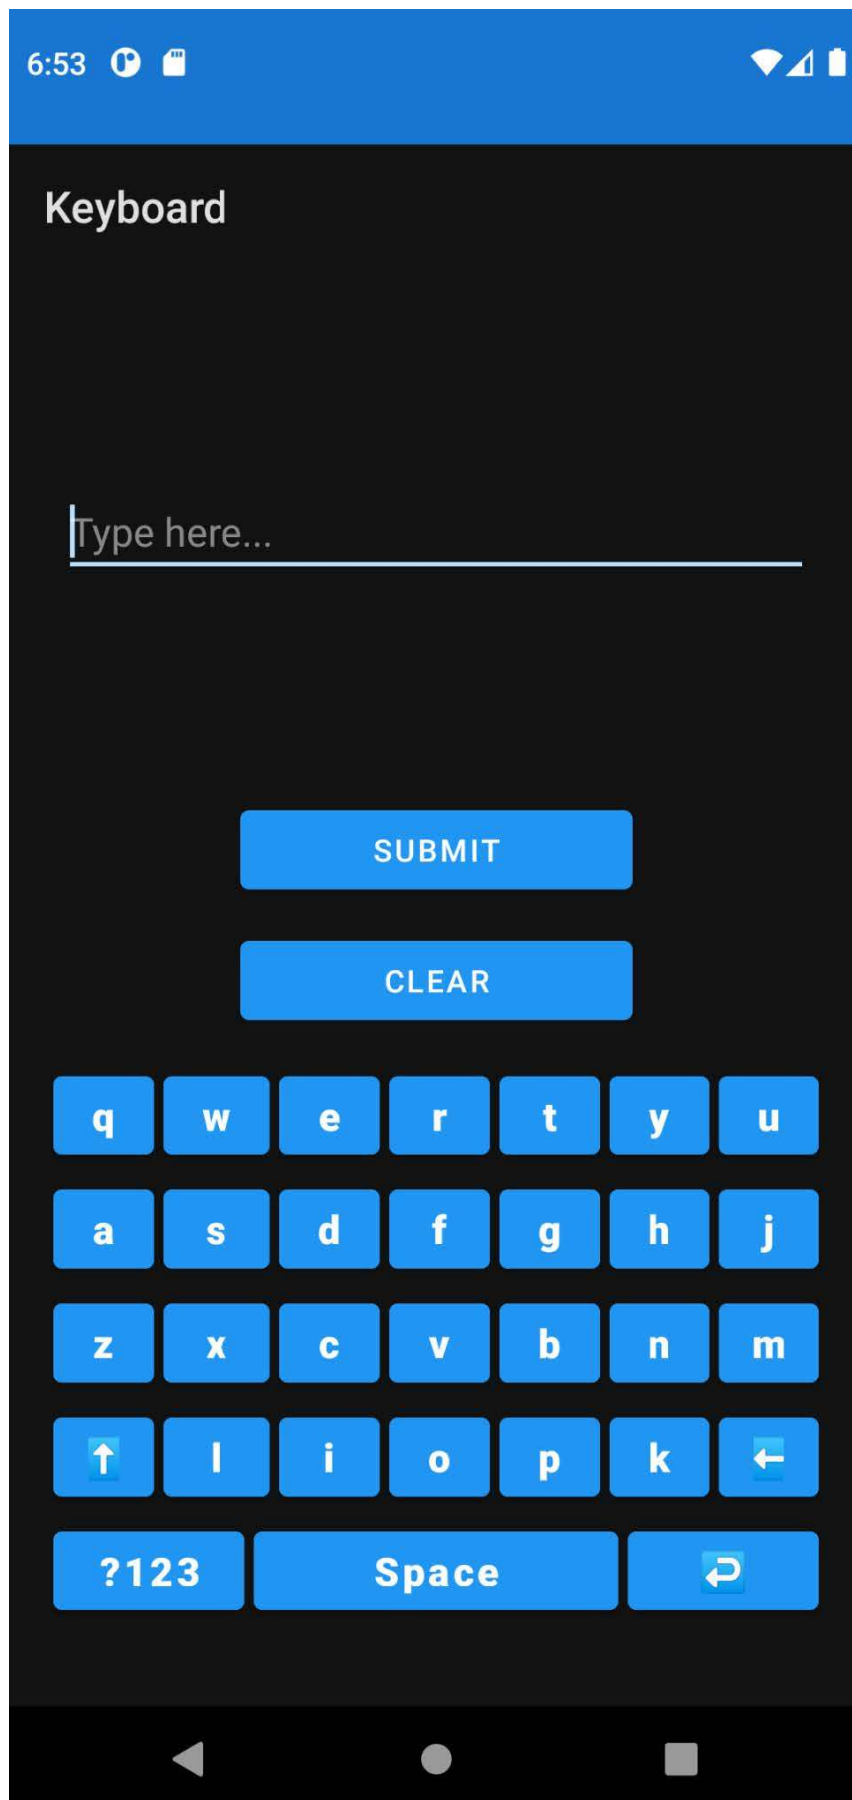 6:53
Keyboard
Type here...
SUBMIT
CLEAR
q w e r t y u
a s d f g h j
z x c v b n m
↑ l i o p k ←
?123 Space ↩